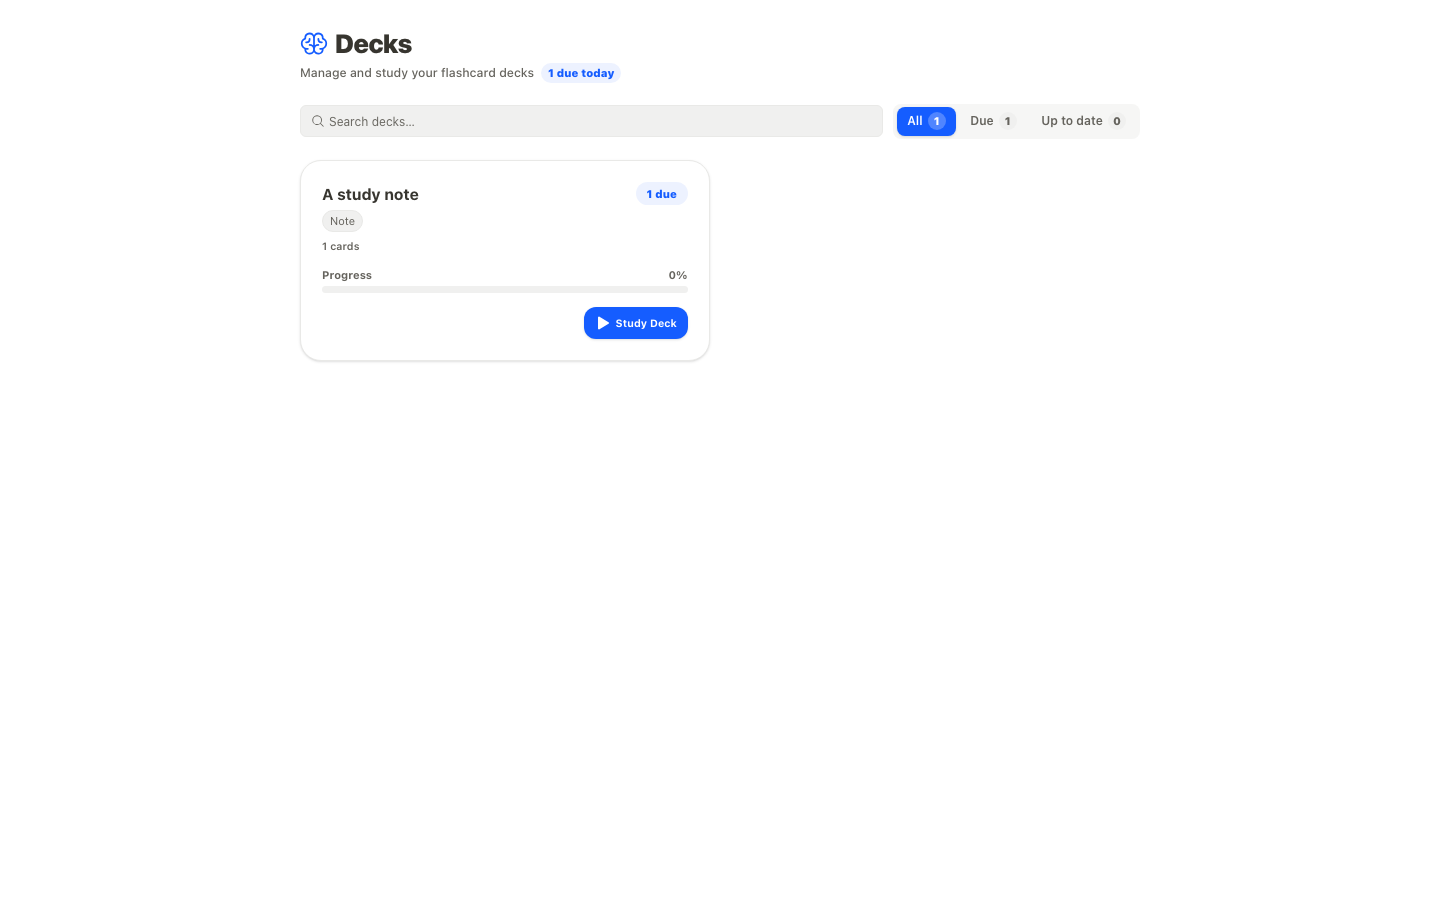 Decks
Manage and study your flashcard decks 1 due today
Search decks... All 1 Due 1 Up to date 0
A study note 1 due
Note
1 cards
Progress 0%
Study Deck